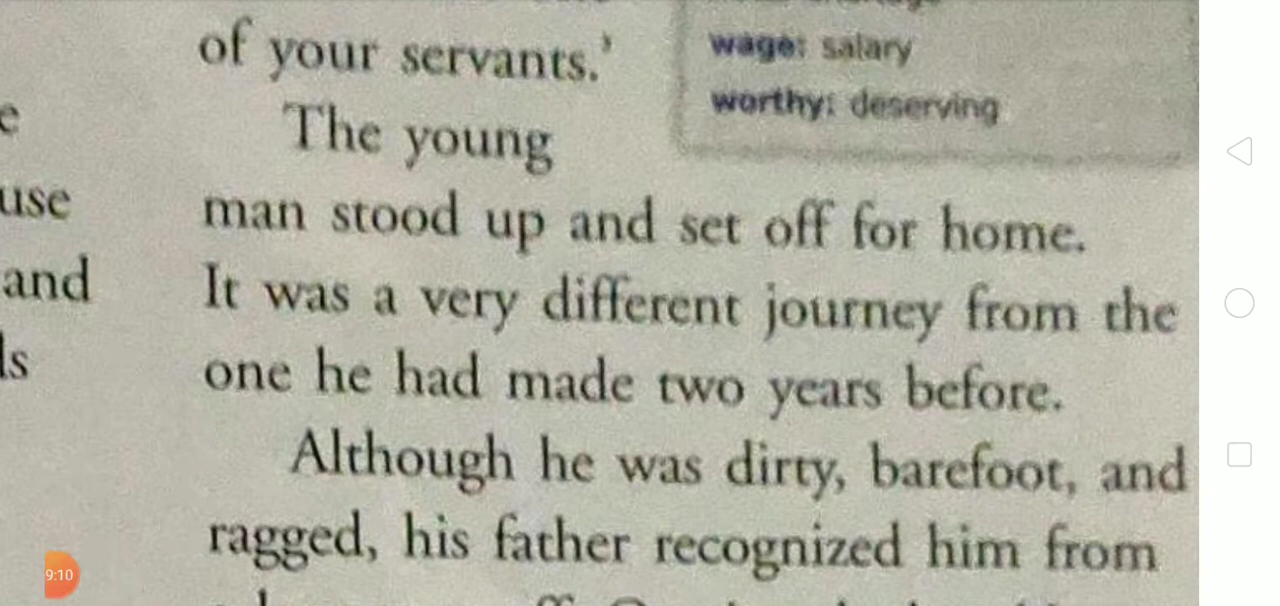 of your servants.'
The young
man stood up and set off for home.
It was a very different journey from the
one he had made two years before.
Although he was dirty, barefoot, and
ragged, his father recognized him from
wage: salary
worthy: deserving
use
and
9:10